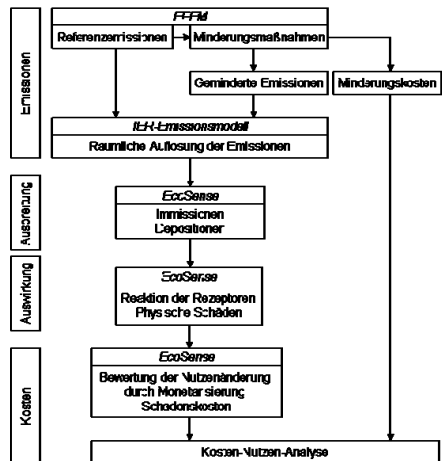 Emissionen
Referenzemissionen
Minderungsmaßnahmen
Geminderte Emissionen
Minderungskosten
IER-Emissionsmodell
Räumliche Auflösung der Emissionen
Ausbreitung
EcoSense
Immissionen
Depositionen
Auswirkung
EcoSense
Reaktion der Rezeptoren
Physische Schäden
Kosten
EcoSense
Bewertung der Nutzenänderung
durch Monetarisierung
Schadenskosten
Kosten-Nutzen-Analyse